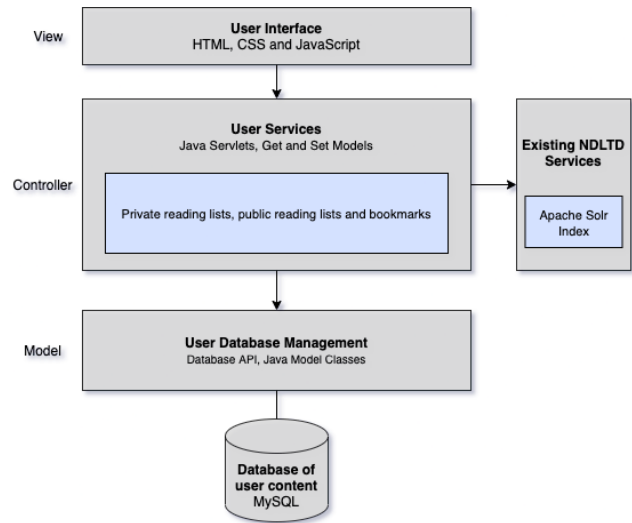 View
User Interface
HTML, CSS and JavaScript
Controller
User Services
Java Servlets, Get and Set Models
Private reading lists, public reading lists and bookmarks
Existing NDLTD
Services
Apache Solr
Index
Model
User Database Management
Database API, Java Model Classes
Database of
user content
MySQL